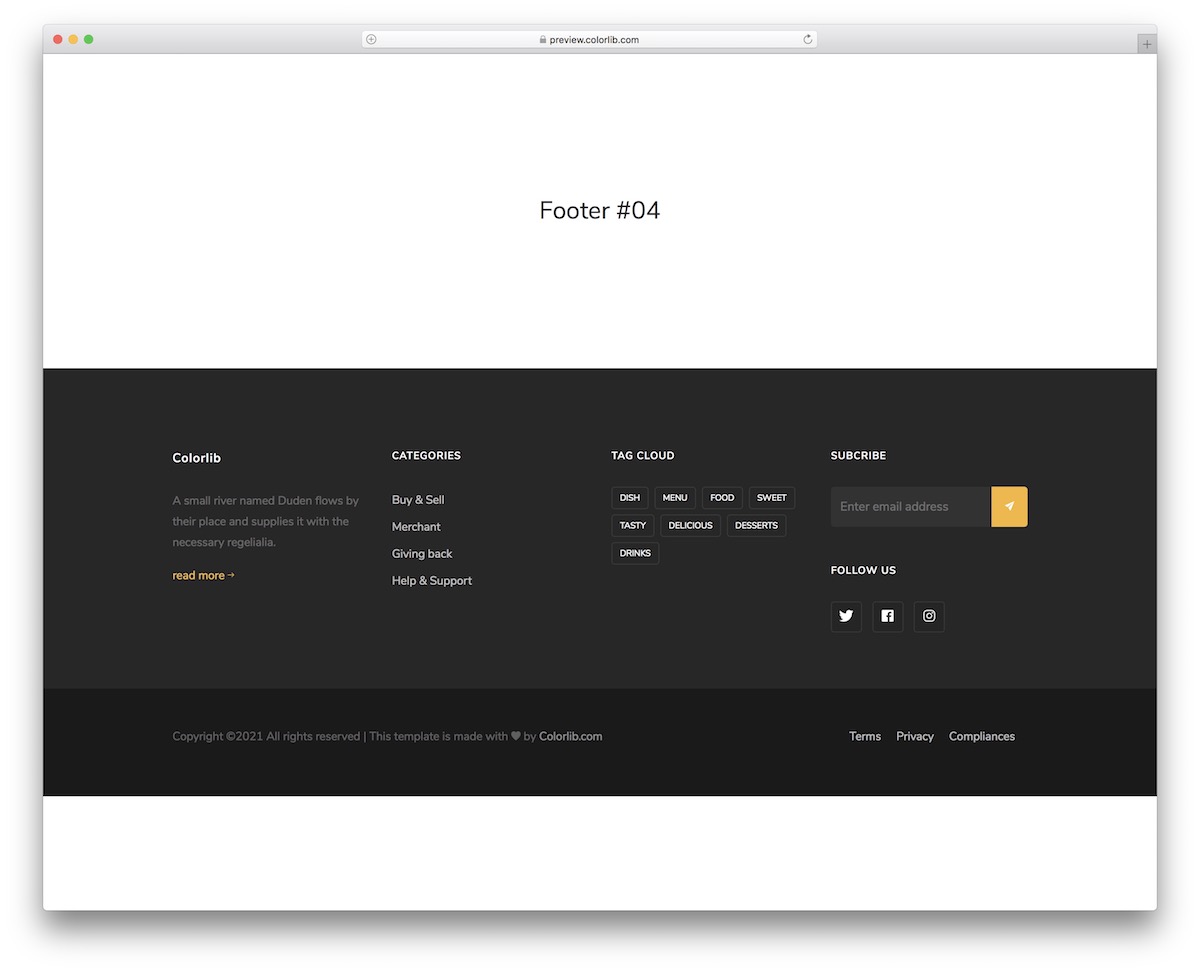 preview.colorlib.com
Footer #04
Colorlib
A small river named Duden flows by
their place and supplies it with the
necessary regelialia.
read more →
CATEGORIES
Buy & Sell
Merchant
Giving back
Help & Support
TAG CLOUD
DISH MENU FOOD SWEET
TASTY DELICIOUS DESSERTS
DRINKS
SUBCRIBE
Enter email address
FOLLOW US
Copyright ©2021 All rights reserved | This template is made with ♥ by Colorlib.com
Terms Privacy Compliances